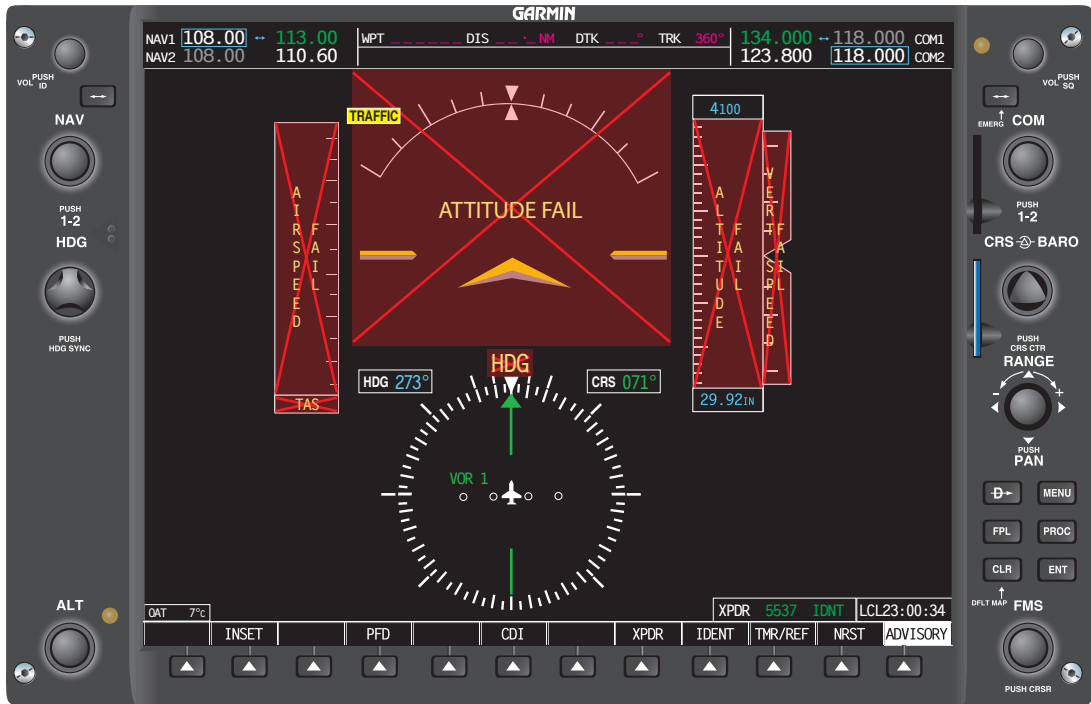 GARMIN
NAV1 108.00 ↔ 113.00 WPT _ _ _ _ _ _ DIS _ _ ._ NM DTK _ _ _° TRK 360° 134.000 ↔ 118.000 COM1
NAV2 108.00 110.60 123.800 118.000 COM2
VOL PUSH ID
VOL PUSH SQ
NAV
EMERG COM
TRAFFIC
4100
PUSH 1-2
PUSH 1-2
HDG
CRS BARO
AIRSPEED FAIL
ATTITUDE FAIL
ALTITUDE FAIL
VERT SPEED FAIL
PUSH HDG SYNC
PUSH CRS CTR
RANGE
- +
HDG
HDG 273°
CRS 071°
TAS
29.92IN
PUSH PAN
VOR 1
D MENU
FPL PROC
CLR ENT
DFLT MAP FMS
ALT
OAT 7°C
XPDR 5537 IDNT LCL23:00:34
INSET PFD CDI XPDR IDENT TMR/REF NRST ADVISORY
PUSH CRSR